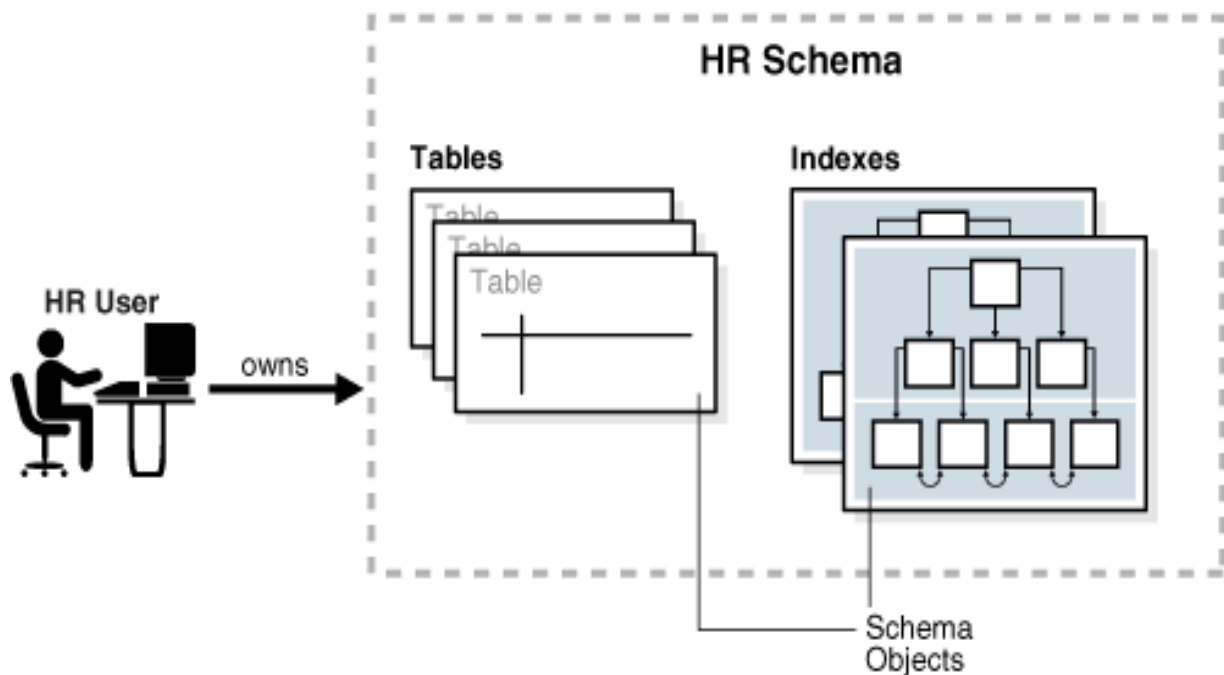 HR Schema
Tables
Indexes
Table
Table
Table
HR User
owns
Schema
Objects